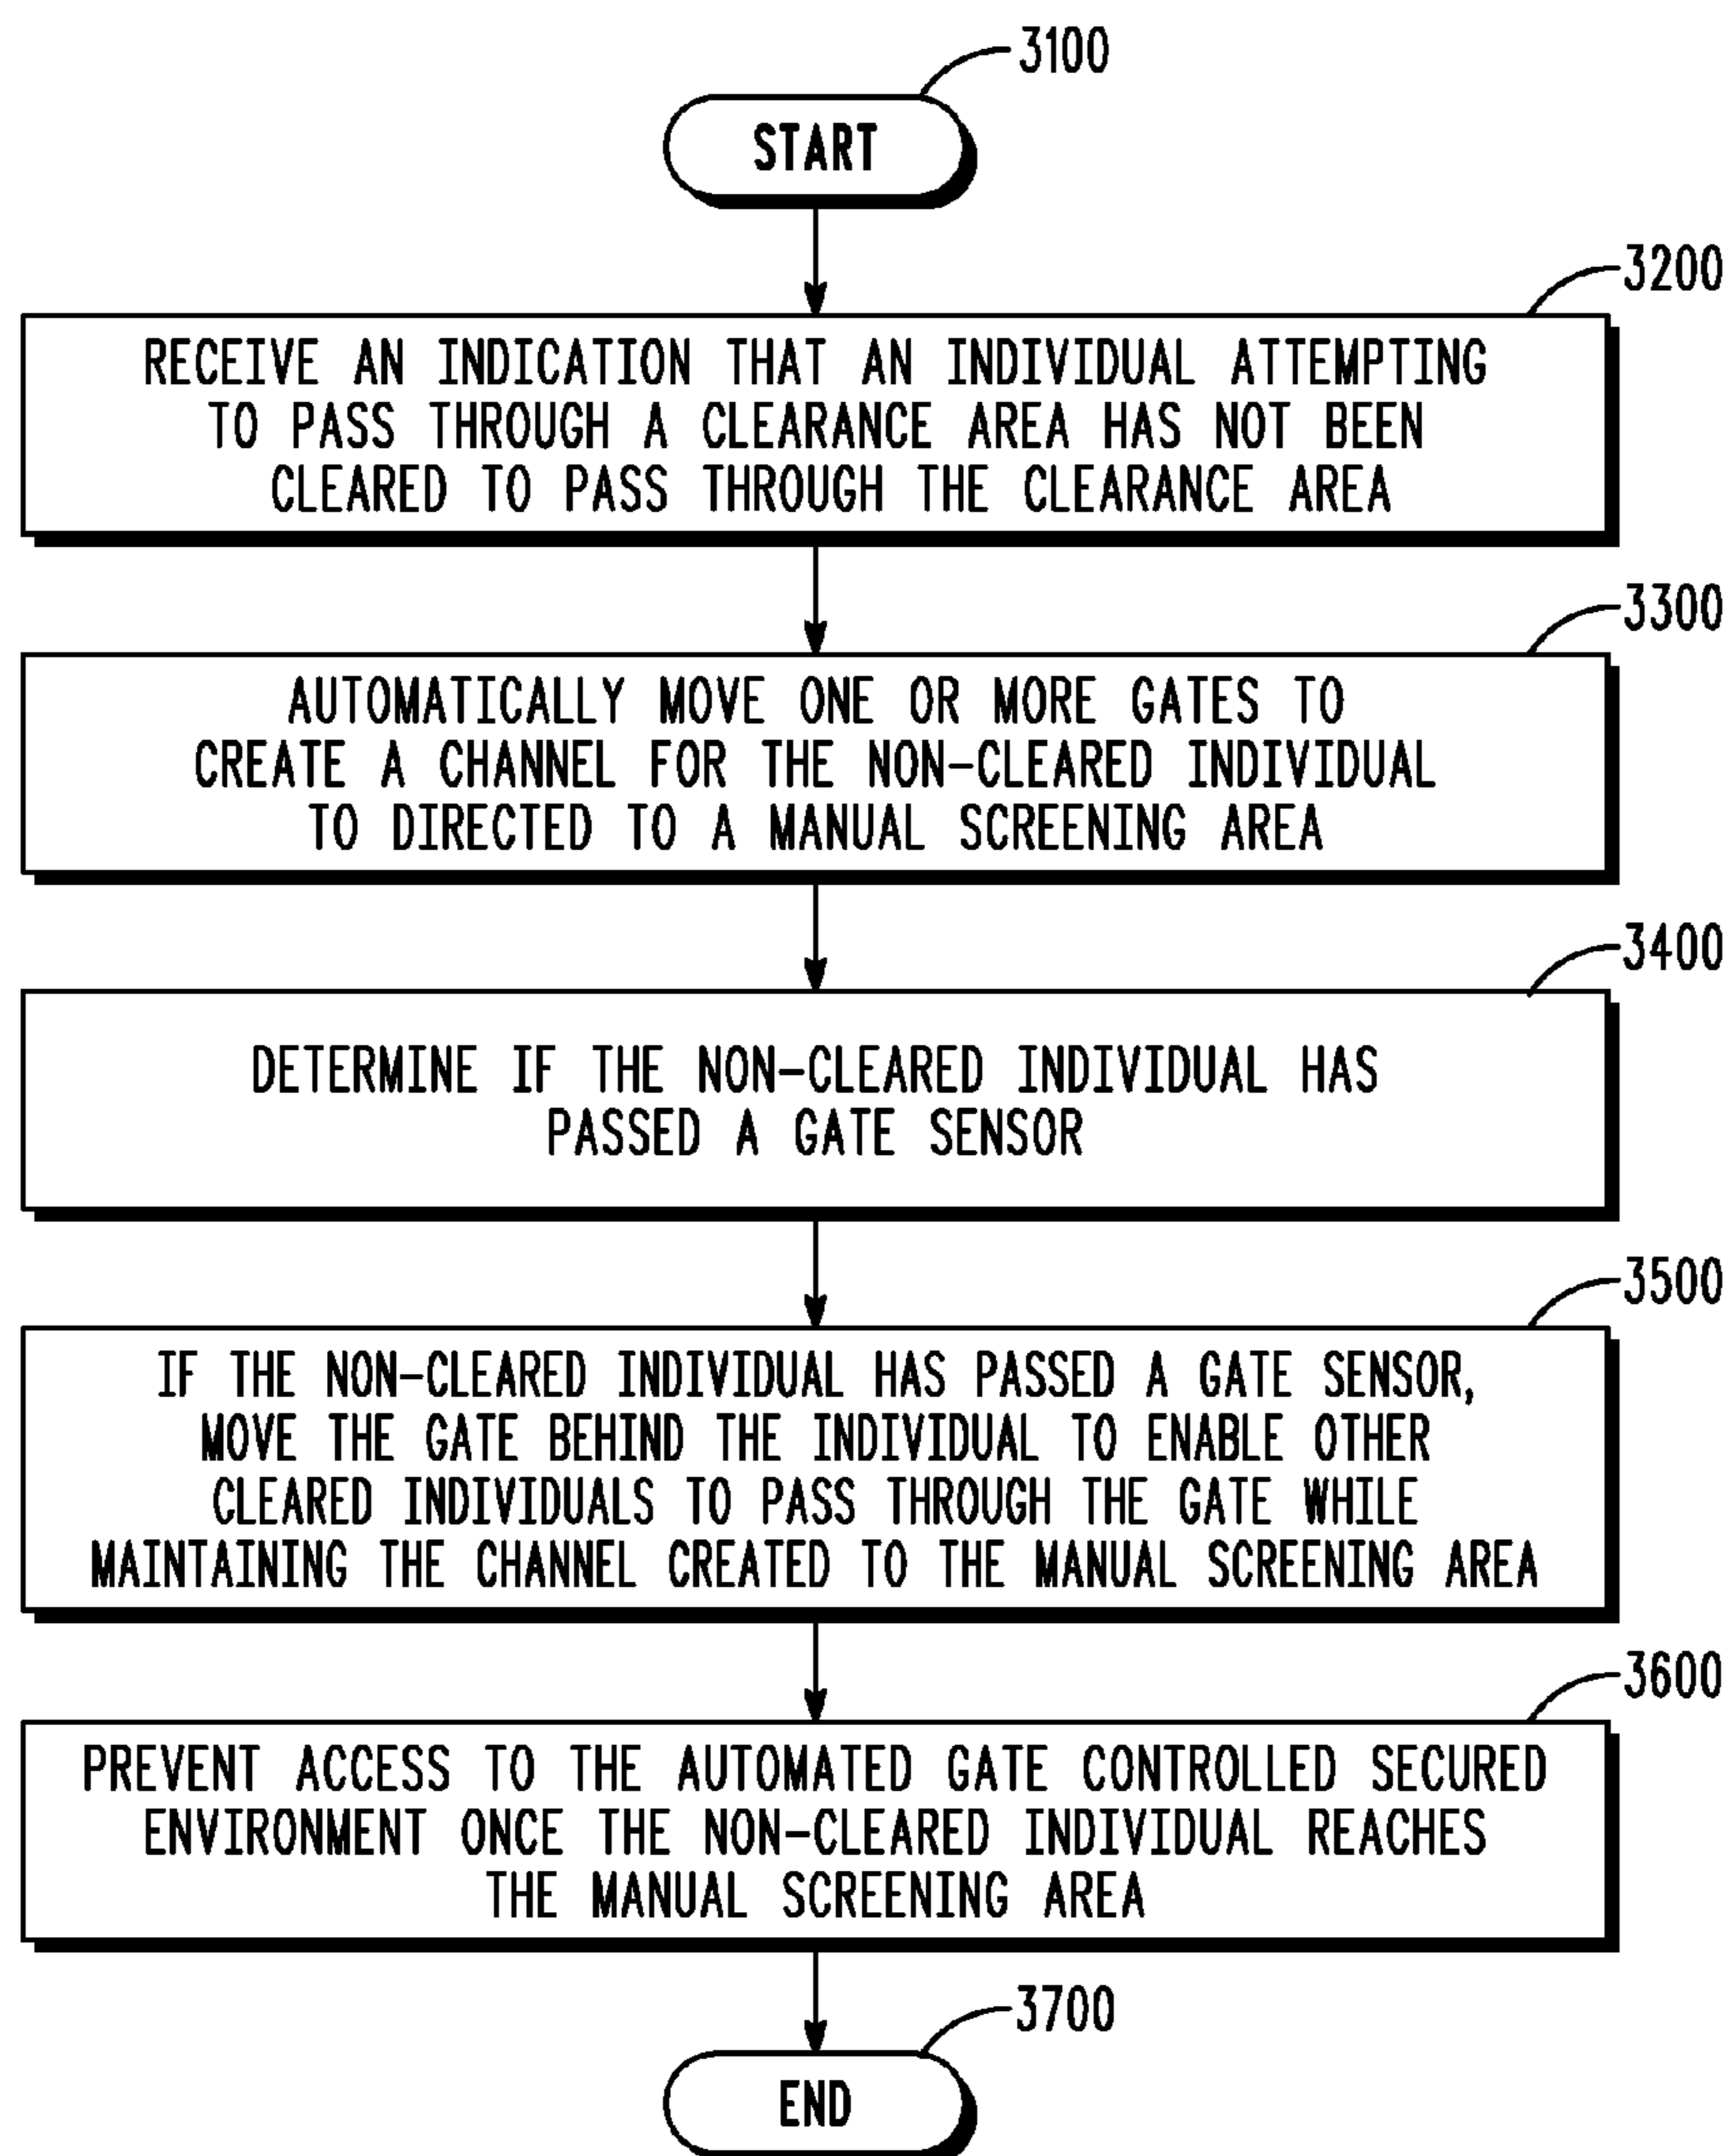 3100
START
3200
RECEIVE AN INDICATION THAT AN INDIVIDUAL ATTEMPTING
TO PASS THROUGH A CLEARANCE AREA HAS NOT BEEN
CLEARED TO PASS THROUGH THE CLEARANCE AREA
3300
AUTOMATICALLY MOVE ONE OR MORE GATES TO
CREATE A CHANNEL FOR THE NON-CLEARED INDIVIDUAL
TO DIRECTED TO A MANUAL SCREENING AREA
3400
DETERMINE IF THE NON-CLEARED INDIVIDUAL HAS
PASSED A GATE SENSOR
3500
IF THE NON-CLEARED INDIVIDUAL HAS PASSED A GATE SENSOR,
MOVE THE GATE BEHIND THE INDIVIDUAL TO ENABLE OTHER
CLEARED INDIVIDUALS TO PASS THROUGH THE GATE WHILE
MAINTAINING THE CHANNEL CREATED TO THE MANUAL SCREENING AREA
3600
PREVENT ACCESS TO THE AUTOMATED GATE CONTROLLED SECURED
ENVIRONMENT ONCE THE NON-CLEARED INDIVIDUAL REACHES
THE MANUAL SCREENING AREA
3700
END